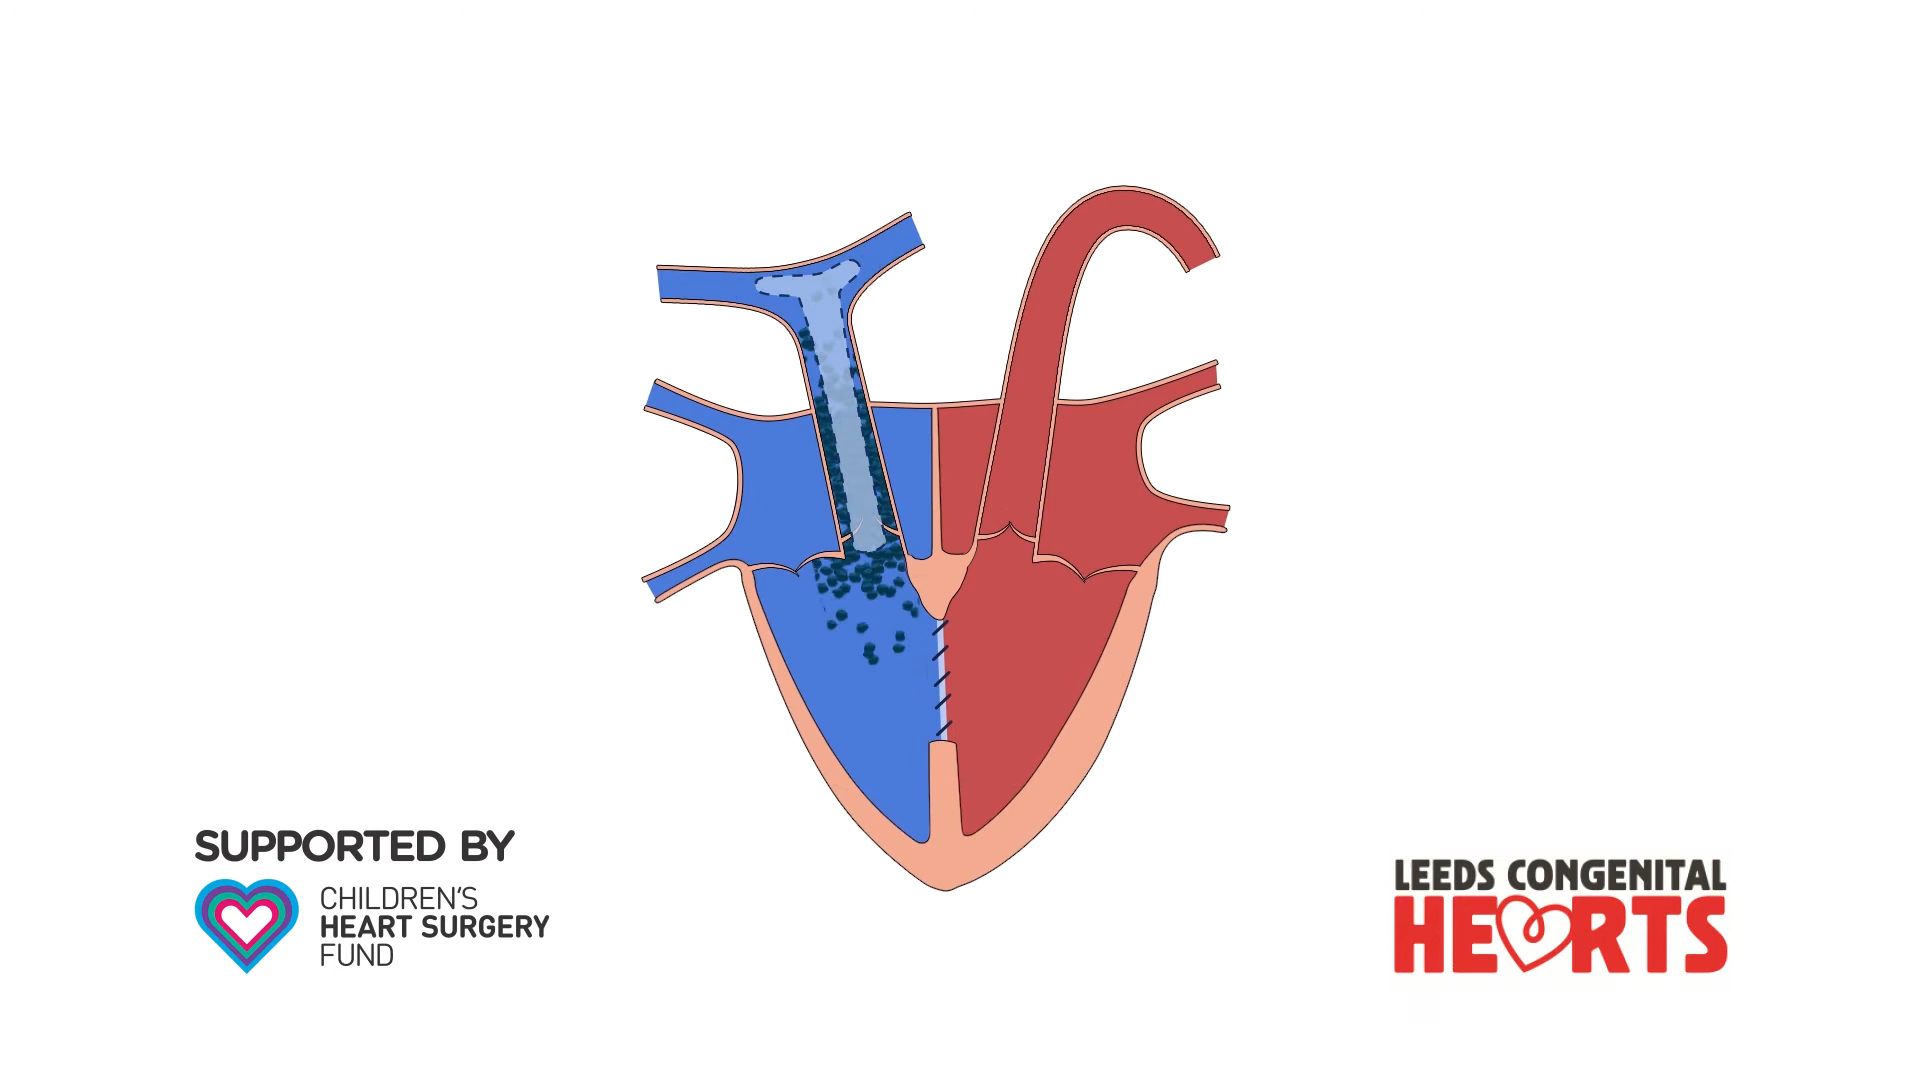 SUPPORTED BY
CHILDREN'S
HEART SURGERY
FUND
LEEDS CONGENITAL
HEARTS